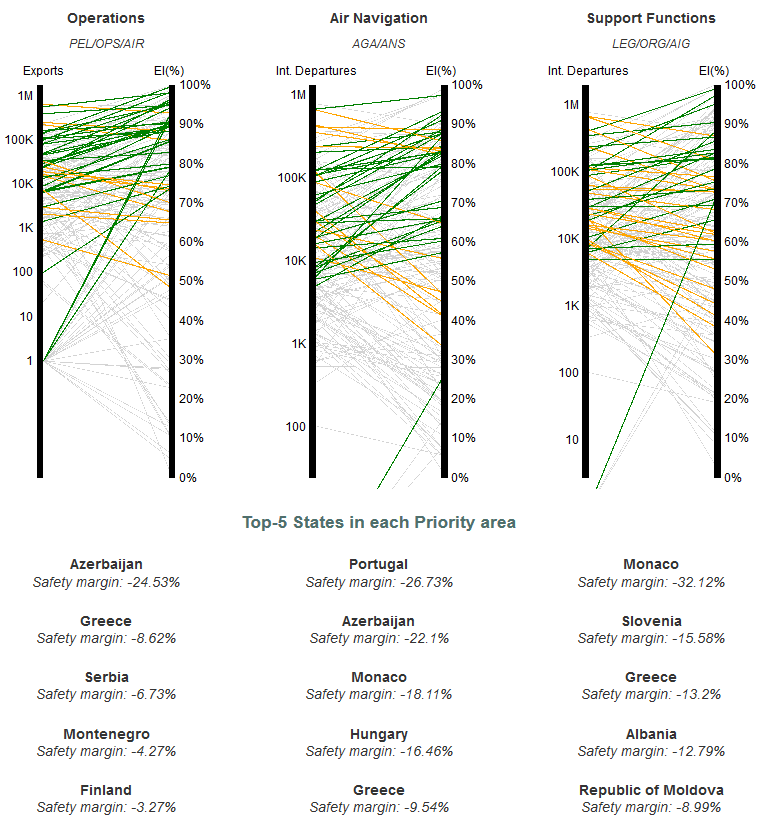 Operations
PEL/OPS/AIR
Exports
EI(%)
1M
100K
10K
1K
100
10
1
100%
90%
80%
70%
60%
50%
40%
30%
20%
10%
0%
Air Navigation
AGA/ANS
Int. Departures
EI(%)
1M
100K
10K
1K
100
100%
90%
80%
70%
60%
50%
40%
30%
20%
10%
0%
Support Functions
LEG/ORG/AIG
Int. Departures
EI(%)
1M
100K
10K
1K
100
10
100%
90%
80%
70%
60%
50%
40%
30%
20%
10%
0%
Top-5 States in each Priority area
Azerbaijan
Safety margin: -24.53%
Greece
Safety margin: -8.62%
Serbia
Safety margin: -6.73%
Montenegro
Safety margin: -4.27%
Finland
Safety margin: -3.27%
Portugal
Safety margin: -26.73%
Azerbaijan
Safety margin: -22.1%
Monaco
Safety margin: -18.11%
Hungary
Safety margin: -16.46%
Greece
Safety margin: -9.54%
Monaco
Safety margin: -32.12%
Slovenia
Safety margin: -15.58%
Greece
Safety margin: -13.2%
Albania
Safety margin: -12.79%
Republic of Moldova
Safety margin: -8.99%